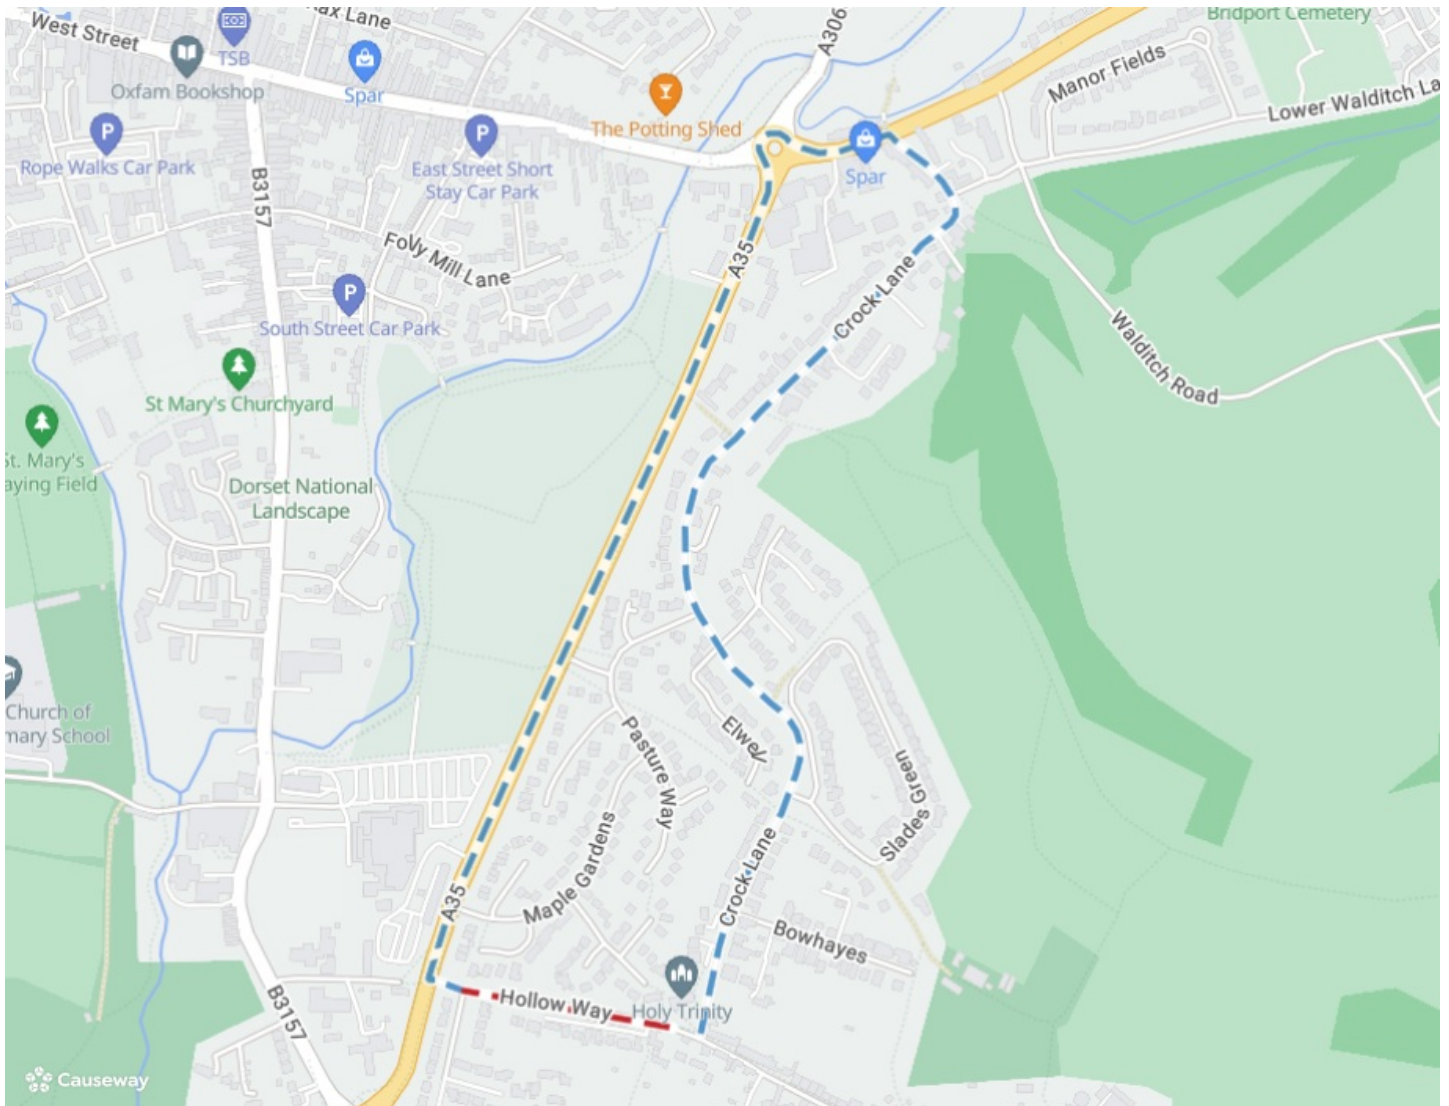 West Street
Rax Lane
A306
Bridport Cemetery
TSB
Oxfam Bookshop
Spar
Manor Fields
Lower Walditch La
The Potting Shed
Rope Walks Car Park
East Street Short
Stay Car Park
Spar
B3157
Folly Mill Lane
A35
Crock Lane
South Street Car Park
Walditch Road
St Mary's Churchyard
St. Mary's
aying Field
Dorset National
Landscape
Church of
mary School
Pasture Way
Elwell
Slades Green
Maple Gardens
Crock Lane
A35
Bowhayes
B3157
Hollow Way
Holy Trinity
Causeway